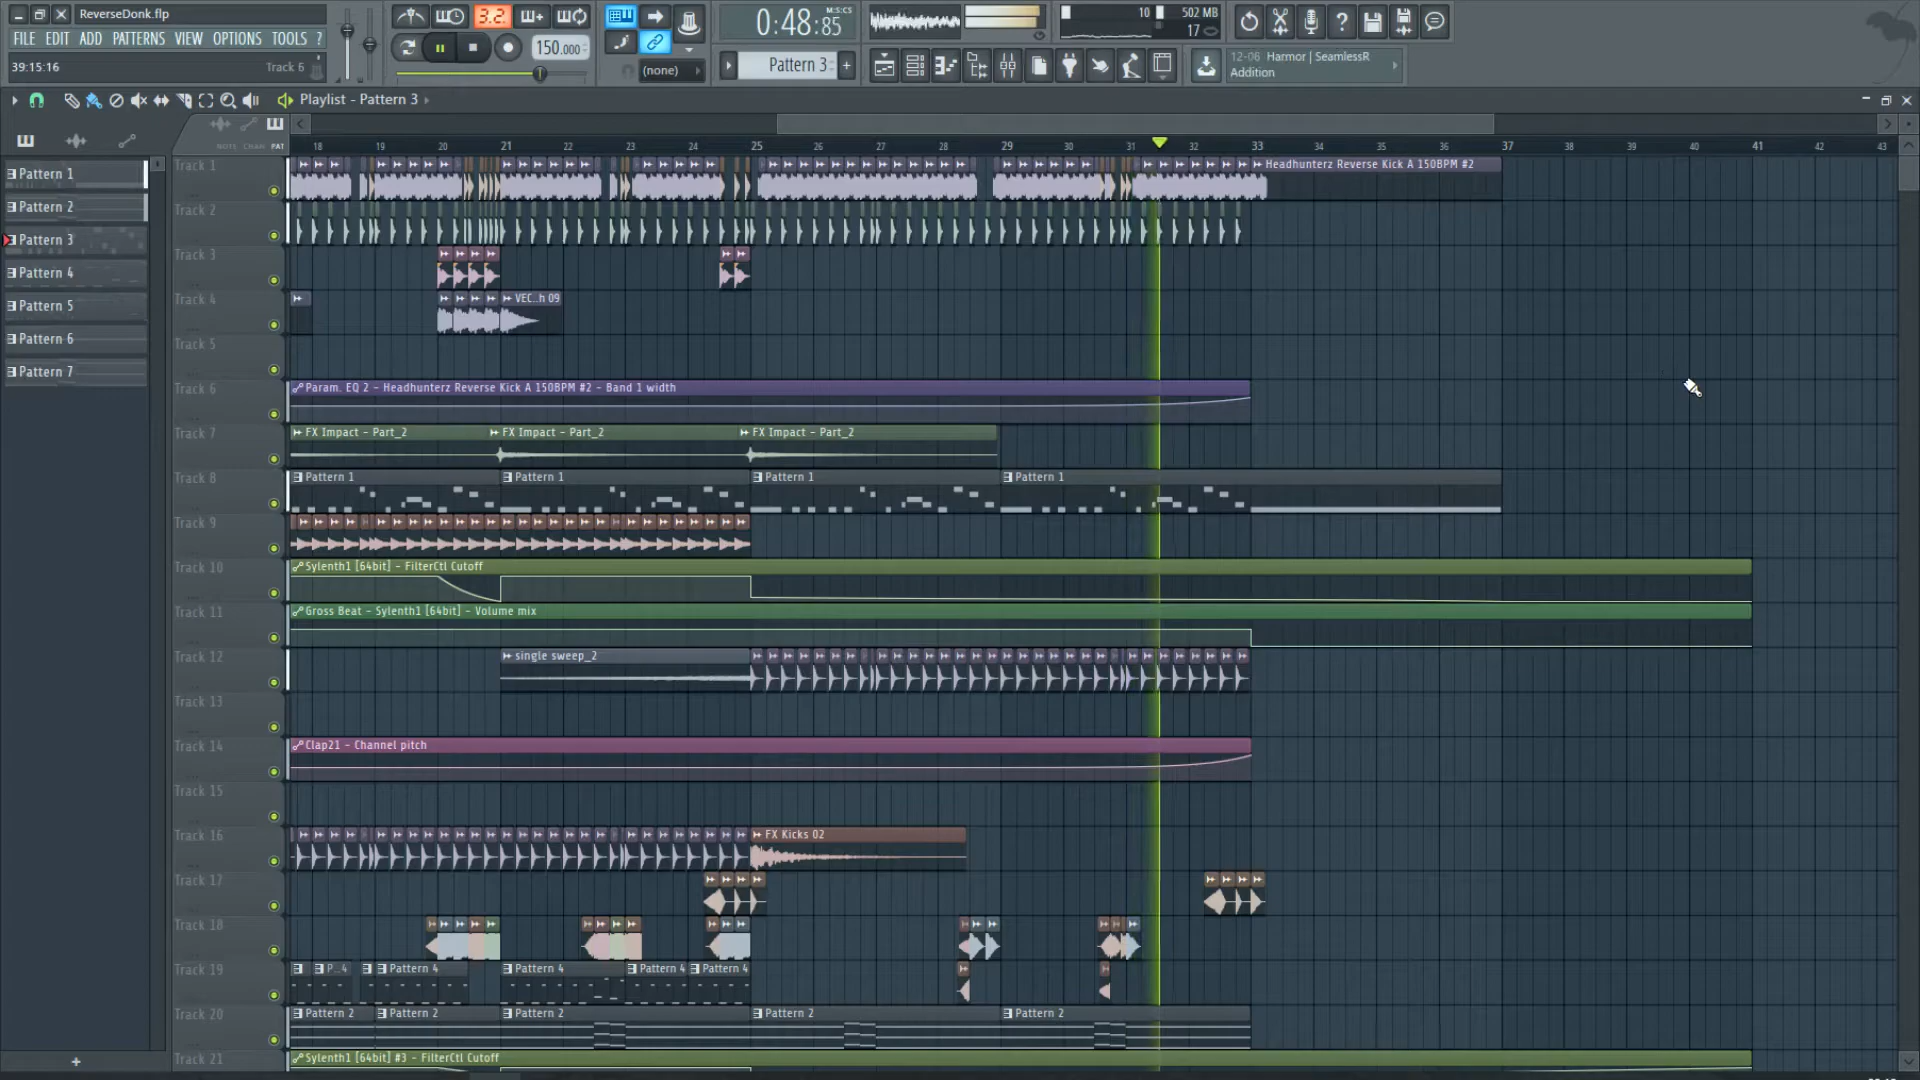 ReverseDonk.flp
FILE EDIT ADD PATTERNS VIEW OPTIONS TOOLS ?
39:15:16 Track 6
3.2
150.000
(none)
0:48:85
M:S:CS
Pattern 3
10 502 MB
17
12-06 Harmor | SeamlessR
Addition
Playlist - Pattern 3
NOTE CHAN PAT
18 19 20 21 22 23 24 25 26 27 28 29 30 31 32 33 34 35 36 37 38 39 40 41 42 43
Pattern 1
Pattern 2
Pattern 3
Pattern 4
Pattern 5
Pattern 6
Pattern 7
Track 1
Headhunterz Reverse Kick A 150BPM #2
Track 2
Track 3
Track 4
VEC..h 09
Track 5
Track 6
Param. EQ 2 - Headhunterz Reverse Kick A 150BPM #2 - Band 1 width
Track 7
FX Impact - Part_2 FX Impact - Part_2 FX Impact - Part_2
Track 8
Pattern 1 Pattern 1 Pattern 1 Pattern 1
Track 9
Track 10
Sylenth1 [64bit] - FilterCtl Cutoff
Track 11
Gross Beat - Sylenth1 [64bit] - Volume mix
Track 12
single sweep_2
Track 13
Track 14
Clap21 - Channel pitch
Track 15
Track 16
FX Kicks 02
Track 17
Track 18
Track 19
P..4 Pattern 4 Pattern 4 Pattern 4 Pattern 4
Track 20
Pattern 2 Pattern 2 Pattern 2 Pattern 2 Pattern 2
Track 21
Sylenth1 [64bit] #3 - FilterCtl Cutoff